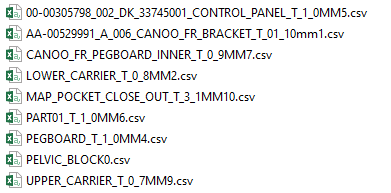 00-00305798_002_DK_33745001_CONTROL_PANEL_T_1_0MM5.csv
AA-00529991_A_006_CANOO_FR_BRACKET_T_01_10mm1.csv
CANOO_FR_PEGBOARD_INNER_T_0_9MM7.csv
LOWER_CARRIER_T_0_8MM2.csv
MAP_POCKET_CLOSE_OUT_T_3_1MM10.csv
PART01_T_1_0MM6.csv
PEGBOARD_T_1_0MM4.csv
PELVIC_BLOCK0.csv
UPPER_CARRIER_T_0_7MM9.csv